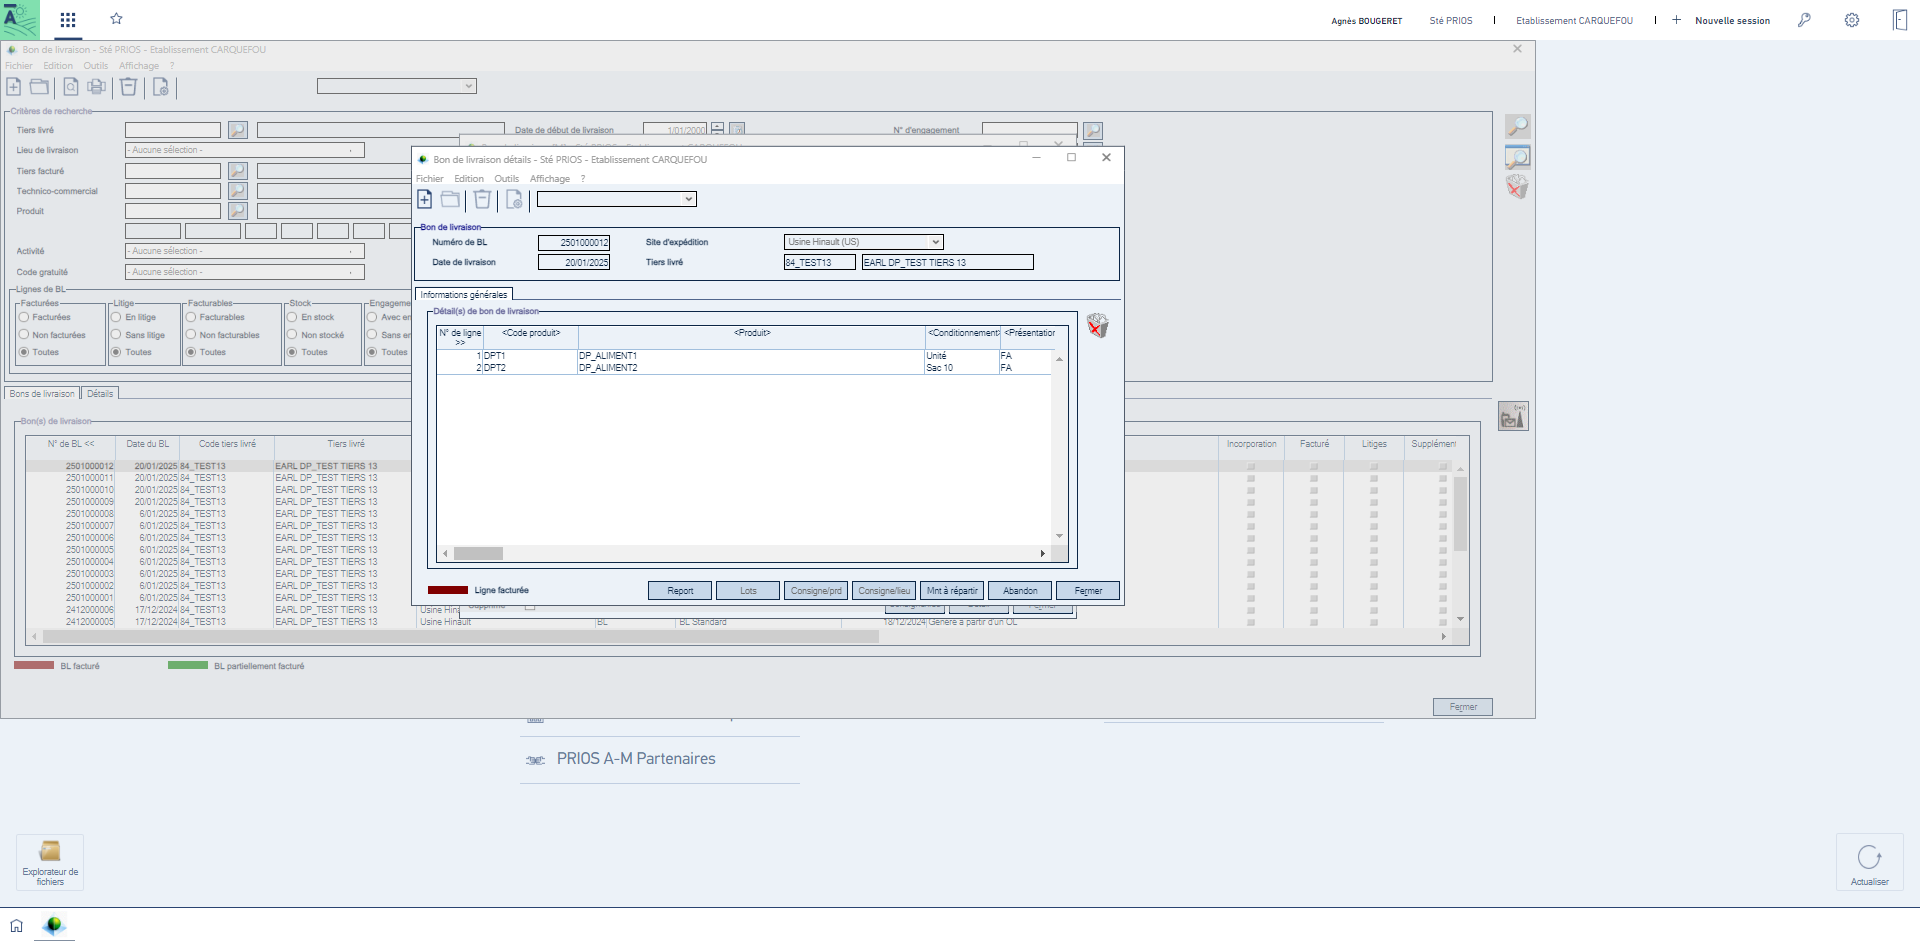 Agnès BOUGERET
Sté PRIOS
Etablissement CARQUEFOU
Nouvelle session
Bon de livraison - Sté PRIOS - Etablissement CARQUEFOU
Fichier Edition Outils Affichage ?
Critères de recherche
Tiers livré
Date de début de livraison
1/01/2000
N° d'engagement
Lieu de livraison
- Aucune sélection -
Tiers facturé
Technico-commercial
Produit
Activité
- Aucune sélection -
Code gratuité
- Aucune sélection -
Lignes de BL
Facturées
Facturées
Non facturées
Toutes
Litige
En litige
Sans litige
Toutes
Facturables
Facturables
Non facturables
Toutes
Stock
En stock
Non stocké
Toutes
Engageme
Avec en
Sans en
Toutes
Bons de livraison
Détails
Bon(s) de livraison
N° de BL << Date du BL Code tiers livré Tiers livré Incorporation Facturé Litiges Supplémen
2501000012 20/01/2025 84_TEST13 EARL DP_TEST TIERS 13
2501000011 20/01/2025 84_TEST13 EARL DP_TEST TIERS 13
2501000010 20/01/2025 84_TEST13 EARL DP_TEST TIERS 13
2501000009 20/01/2025 84_TEST13 EARL DP_TEST TIERS 13
2501000008 6/01/2025 84_TEST13 EARL DP_TEST TIERS 13
2501000007 6/01/2025 84_TEST13 EARL DP_TEST TIERS 13
2501000006 6/01/2025 84_TEST13 EARL DP_TEST TIERS 13
2501000005 6/01/2025 84_TEST13 EARL DP_TEST TIERS 13
2501000004 6/01/2025 84_TEST13 EARL DP_TEST TIERS 13
2501000003 6/01/2025 84_TEST13 EARL DP_TEST TIERS 13
2501000002 6/01/2025 84_TEST13 EARL DP_TEST TIERS 13
2501000001 6/01/2025 84_TEST13 EARL DP_TEST TIERS 13
2412000006 17/12/2024 84_TEST13 EARL DP_TEST TIERS 13 Usine Hina
2412000005 17/12/2024 84_TEST13 EARL DP_TEST TIERS 13 Usine Hinault BL BL Standard 18/12/2024 Généré à partir d'un OL
BL facturé
BL partiellement facturé
Fermer
Bon de livraison détails - Sté PRIOS - Etablissement CARQUEFOU
Fichier Edition Outils Affichage ?
Bon de livraison
Numéro de BL
2501000012
Site d'expédition
Usine Hinault (US)
Date de livraison
20/01/2025
Tiers livré
84_TEST13
EARL DP_TEST TIERS 13
Informations générales
Détail(s) de bon de livraison
N° de ligne >> <Code produit> <Produit> <Conditionnement> <Présentation
1 DPT1 DP_ALIMENT1 Unité FA
2 DPT2 DP_ALIMENT2 Sac 10 FA
Ligne facturée
Report
Lots
Consigne/prd
Consigne/lieu
Mnt à répartir
Abandon
Fermer
PRIOS A-M Partenaires
Explorateur de
fichiers
Actualiser